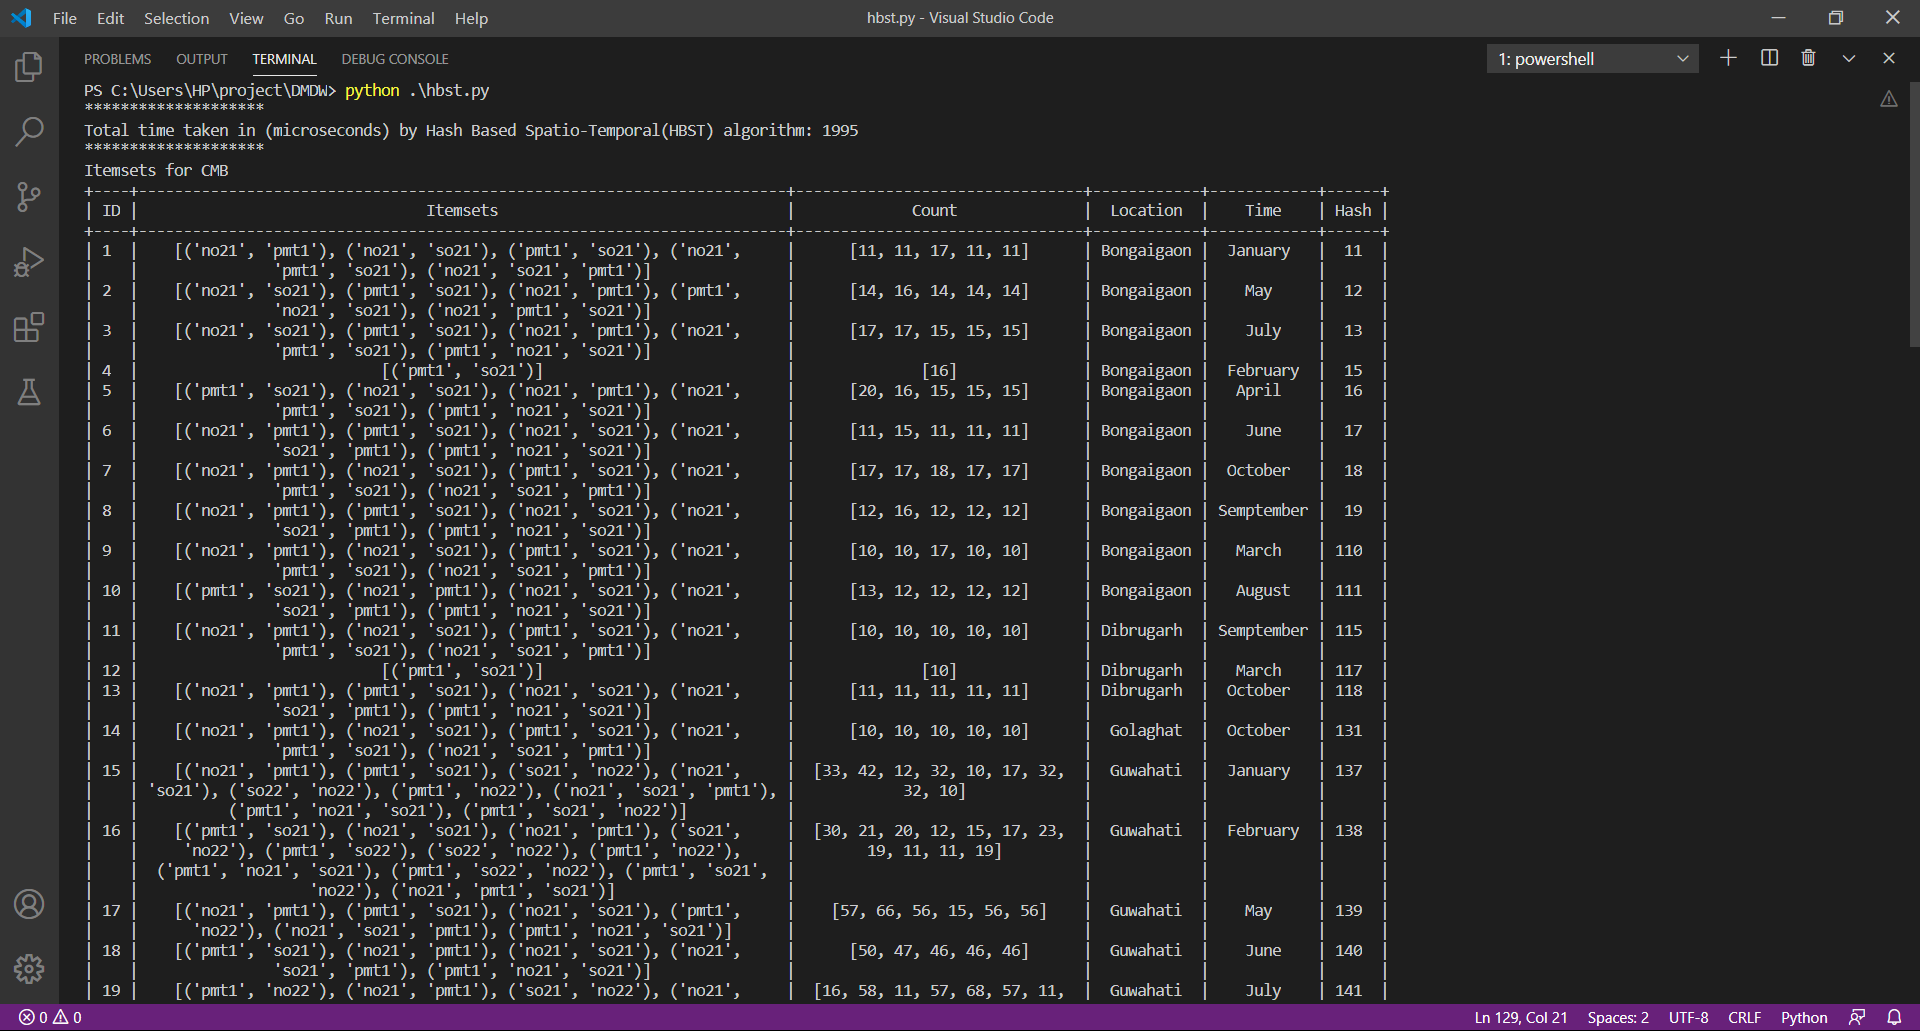 File Edit Selection View Go Run Terminal Help hbst.py - Visual Studio Code
PROBLEMS OUTPUT TERMINAL DEBUG CONSOLE 1: powershell
PS C:\Users\HP\project\DMDW> python .\hbst.py
********************
Total time taken in (microseconds) by Hash Based Spatio-Temporal(HBST) algorithm: 1995
********************
Itemsets for CMB
| ID | Itemsets | Count | Location | Time | Hash |
| 1 | [('no21', 'pmt1'), ('no21', 'so21'), ('pmt1', 'so21'), ('no21', | [11, 11, 17, 11, 11] | Bongaigaon | January | 11 |
| | 'pmt1', 'so21'), ('no21', 'so21', 'pmt1')] | | | | |
| 2 | [('no21', 'so21'), ('pmt1', 'so21'), ('no21', 'pmt1'), ('pmt1', | [14, 16, 14, 14, 14] | Bongaigaon | May | 12 |
| | 'no21', 'so21'), ('no21', 'pmt1', 'so21')] | | | | |
| 3 | [('no21', 'so21'), ('pmt1', 'so21'), ('no21', 'pmt1'), ('no21', | [17, 17, 15, 15, 15] | Bongaigaon | July | 13 |
| | 'pmt1', 'so21'), ('pmt1', 'no21', 'so21')] | | | | |
| 4 | [('pmt1', 'so21')] | [16] | Bongaigaon | February | 15 |
| 5 | [('pmt1', 'so21'), ('no21', 'so21'), ('no21', 'pmt1'), ('no21', | [20, 16, 15, 15, 15] | Bongaigaon | April | 16 |
| | 'pmt1', 'so21'), ('pmt1', 'no21', 'so21')] | | | | |
| 6 | [('no21', 'pmt1'), ('pmt1', 'so21'), ('no21', 'so21'), ('no21', | [11, 15, 11, 11, 11] | Bongaigaon | June | 17 |
| | 'so21', 'pmt1'), ('pmt1', 'no21', 'so21')] | | | | |
| 7 | [('no21', 'pmt1'), ('no21', 'so21'), ('pmt1', 'so21'), ('no21', | [17, 17, 18, 17, 17] | Bongaigaon | October | 18 |
| | 'pmt1', 'so21'), ('no21', 'so21', 'pmt1')] | | | | |
| 8 | [('no21', 'pmt1'), ('pmt1', 'so21'), ('no21', 'so21'), ('no21', | [12, 16, 12, 12, 12] | Bongaigaon | Semptember | 19 |
| | 'so21', 'pmt1'), ('pmt1', 'no21', 'so21')] | | | | |
| 9 | [('no21', 'pmt1'), ('no21', 'so21'), ('pmt1', 'so21'), ('no21', | [10, 10, 17, 10, 10] | Bongaigaon | March | 110 |
| | 'pmt1', 'so21'), ('no21', 'so21', 'pmt1')] | | | | |
| 10 | [('pmt1', 'so21'), ('no21', 'pmt1'), ('no21', 'so21'), ('no21', | [13, 12, 12, 12, 12] | Bongaigaon | August | 111 |
| | 'so21', 'pmt1'), ('pmt1', 'no21', 'so21')] | | | | |
| 11 | [('no21', 'pmt1'), ('no21', 'so21'), ('pmt1', 'so21'), ('no21', | [10, 10, 10, 10, 10] | Dibrugarh | Semptember | 115 |
| | 'pmt1', 'so21'), ('no21', 'so21', 'pmt1')] | | | | |
| 12 | [('pmt1', 'so21')] | [10] | Dibrugarh | March | 117 |
| 13 | [('no21', 'pmt1'), ('pmt1', 'so21'), ('no21', 'so21'), ('no21', | [11, 11, 11, 11, 11] | Dibrugarh | October | 118 |
| | 'so21', 'pmt1'), ('pmt1', 'no21', 'so21')] | | | | |
| 14 | [('no21', 'pmt1'), ('no21', 'so21'), ('pmt1', 'so21'), ('no21', | [10, 10, 10, 10, 10] | Golaghat | October | 131 |
| | 'pmt1', 'so21'), ('no21', 'so21', 'pmt1')] | | | | |
| 15 | [('no21', 'pmt1'), ('pmt1', 'so21'), ('so21', 'no22'), ('no21', | [33, 42, 12, 32, 10, 17, 32, | Guwahati | January | 137 |
| | 'so21'), ('so22', 'no22'), ('pmt1', 'no22'), ('no21', 'so21', 'pmt1'), | 32, 10] | | | |
| | ('pmt1', 'no21', 'so21'), ('pmt1', 'so21', 'no22')] | | | | |
| 16 | [('pmt1', 'so21'), ('no21', 'so21'), ('no21', 'pmt1'), ('so21', | [30, 21, 20, 12, 15, 17, 23, | Guwahati | February | 138 |
| | 'no22'), ('pmt1', 'so22'), ('so22', 'no22'), ('pmt1', 'no22'), | 19, 11, 11, 19] | | | |
| | ('pmt1', 'no21', 'so21'), ('pmt1', 'so22', 'no22'), ('pmt1', 'so21', | | | | |
| | 'no22'), ('no21', 'pmt1', 'so21')] | | | | |
| 17 | [('no21', 'pmt1'), ('pmt1', 'so21'), ('no21', 'so21'), ('pmt1', | [57, 66, 56, 15, 56, 56] | Guwahati | May | 139 |
| | 'no22'), ('no21', 'so21', 'pmt1'), ('pmt1', 'no21', 'so21')] | | | | |
| 18 | [('pmt1', 'so21'), ('no21', 'pmt1'), ('no21', 'so21'), ('no21', | [50, 47, 46, 46, 46] | Guwahati | June | 140 |
| | 'so21', 'pmt1'), ('pmt1', 'no21', 'so21')] | | | | |
| 19 | [('pmt1', 'no22'), ('no21', 'pmt1'), ('so21', 'no22'), ('no21', | [16, 58, 11, 57, 68, 57, 11, | Guwahati | July | 141 |
0 0 Ln 129, Col 21 Spaces: 2 UTF-8 CRLF Python